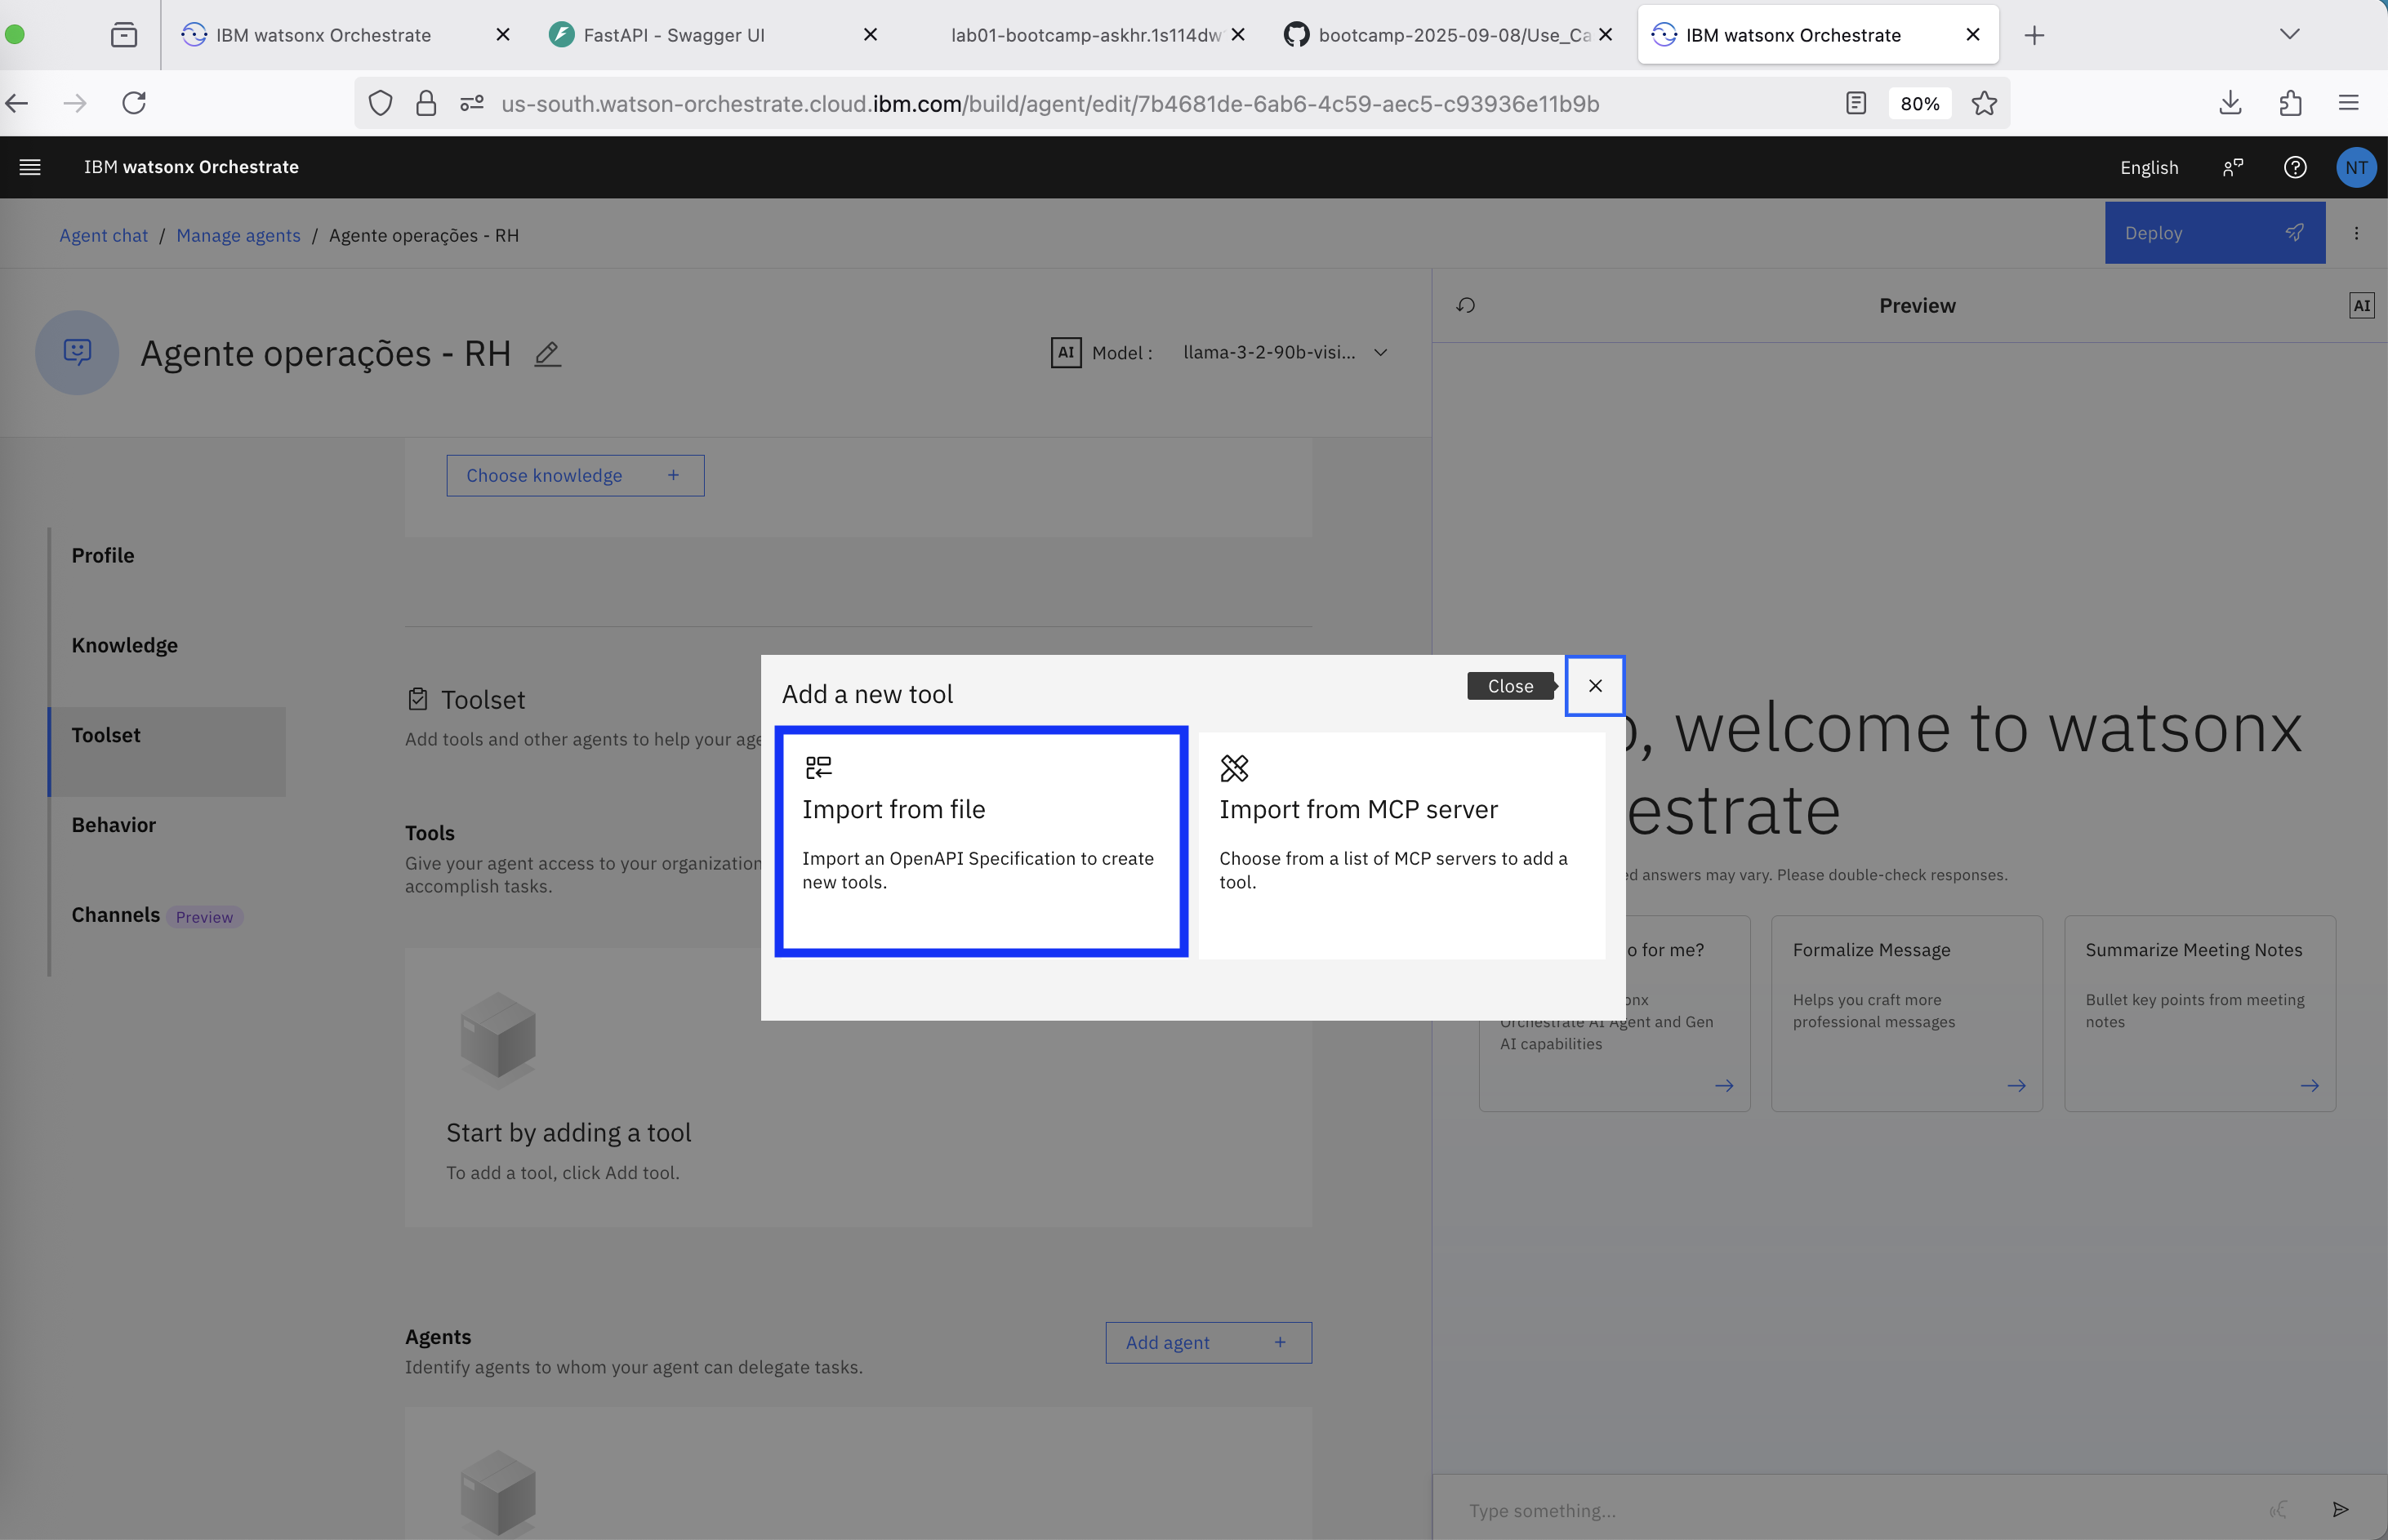 IBM watsonx Orchestrate
FastAPI - Swagger UI
lab01-bootcamp-askhr.1s114dw
bootcamp-2025-09-08/Use_Ca
IBM watsonx Orchestrate
us-south.watson-orchestrate.cloud.ibm.com/build/agent/edit/7b4681de-6ab6-4c59-aec5-c93936e11b9b
80%
IBM watsonx Orchestrate
English
NT
Agent chat / Manage agents / Agente operações - RH
Deploy
Agente operações - RH
AI Model :
llama-3-2-90b-visi...
Preview
AI
Choose knowledge +
Profile
Knowledge
Toolset
Behavior
Channels Preview
Toolset
Add tools and other agents to help your age
Tools
Give your agent access to your organization
accomplish tasks.
Start by adding a tool
To add a tool, click Add tool.
Agents
Identify agents to whom your agent can delegate tasks.
Add agent +
Add a new tool
Close
Import from file
Import an OpenAPI Specification to create
new tools.
Import from MCP server
Choose from a list of MCP servers to add a
tool.
, welcome to watsonx
estrate
ed answers may vary. Please double-check responses.
o for me?
onx
Orchestrate AI Agent and Gen
AI capabilities
Formalize Message
Helps you craft more
professional messages
Summarize Meeting Notes
Bullet key points from meeting
notes
Type something...